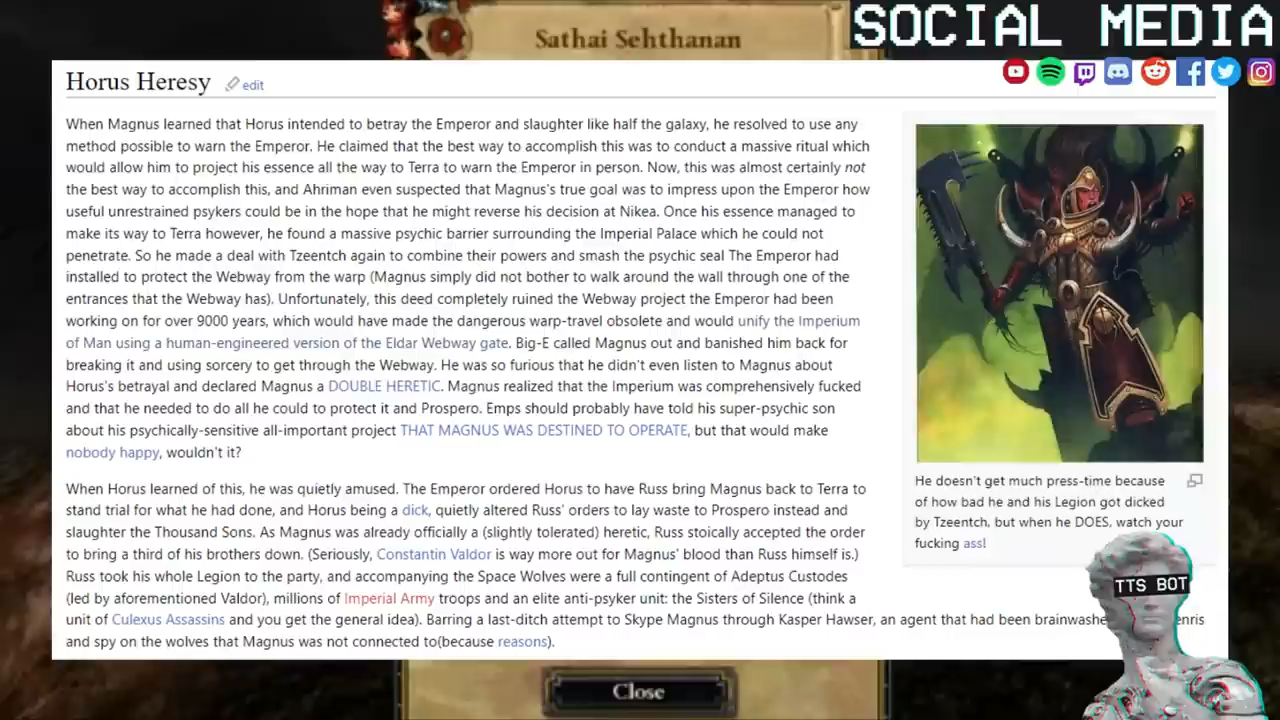 Sathai Sehthanan
SOCIAL MEDIA
Horus Heresy edit
When Magnus learned that Horus intended to betray the Emperor and slaughter like half the galaxy, he resolved to use any
method possible to warn the Emperor. He claimed that the best way to accomplish this was to conduct a massive ritual which
would allow him to project his essence all the way to Terra to warn the Emperor in person. Now, this was almost certainly not
the best way to accomplish this, and Ahriman even suspected that Magnus's true goal was to impress upon the Emperor how
useful unrestrained psykers could be in the hope that he might reverse his decision at Nikea. Once his essence managed to
make its way to Terra however, he found a massive psychic barrier surrounding the Imperial Palace which he could not
penetrate. So he made a deal with Tzeentch again to combine their powers and smash the psychic seal The Emperor had
installed to protect the Webway from the warp (Magnus simply did not bother to walk around the wall through one of the
entrances that the Webway has). Unfortunately, this deed completely ruined the Webway project the Emperor had been
working on for over 9000 years, which would have made the dangerous warp-travel obsolete and would unify the Imperium
of Man using a human-engineered version of the Eldar Webway gate. Big-E called Magnus out and banished him back for
breaking it and using sorcery to get through the Webway. He was so furious that he didn't even listen to Magnus about
Horus's betrayal and declared Magnus a DOUBLE HERETIC. Magnus realized that the Imperium was comprehensively fucked
and that he needed to do all he could to protect it and Prospero. Emps should probably have told his super-psychic son
about his psychically-sensitive all-important project THAT MAGNUS WAS DESTINED TO OPERATE, but that would make
nobody happy, wouldn't it?
When Horus learned of this, he was quietly amused. The Emperor ordered Horus to have Russ bring Magnus back to Terra to
stand trial for what he had done, and Horus being a dick, quietly altered Russ' orders to lay waste to Prospero instead and
slaughter the Thousand Sons. As Magnus was already officially a (slightly tolerated) heretic, Russ stoically accepted the order
to bring a third of his brothers down. (Seriously, Constantin Valdor is way more out for Magnus' blood than Russ himself is.)
Russ took his whole Legion to the party, and accompanying the Space Wolves were a full contingent of Adeptus Custodes
(led by aforementioned Valdor), millions of Imperial Army troops and an elite anti-psyker unit: the Sisters of Silence (think a
unit of Culexus Assassins and you get the general idea). Barring a last-ditch attempt to Skype Magnus through Kasper Hawser, an agent that had been brainwashe enris
and spy on the wolves that Magnus was not connected to(because reasons).
He doesn't get much press-time because
of how bad he and his Legion got dicked
by Tzeentch, but when he DOES, watch your
fucking ass!
TTS BOT
Close